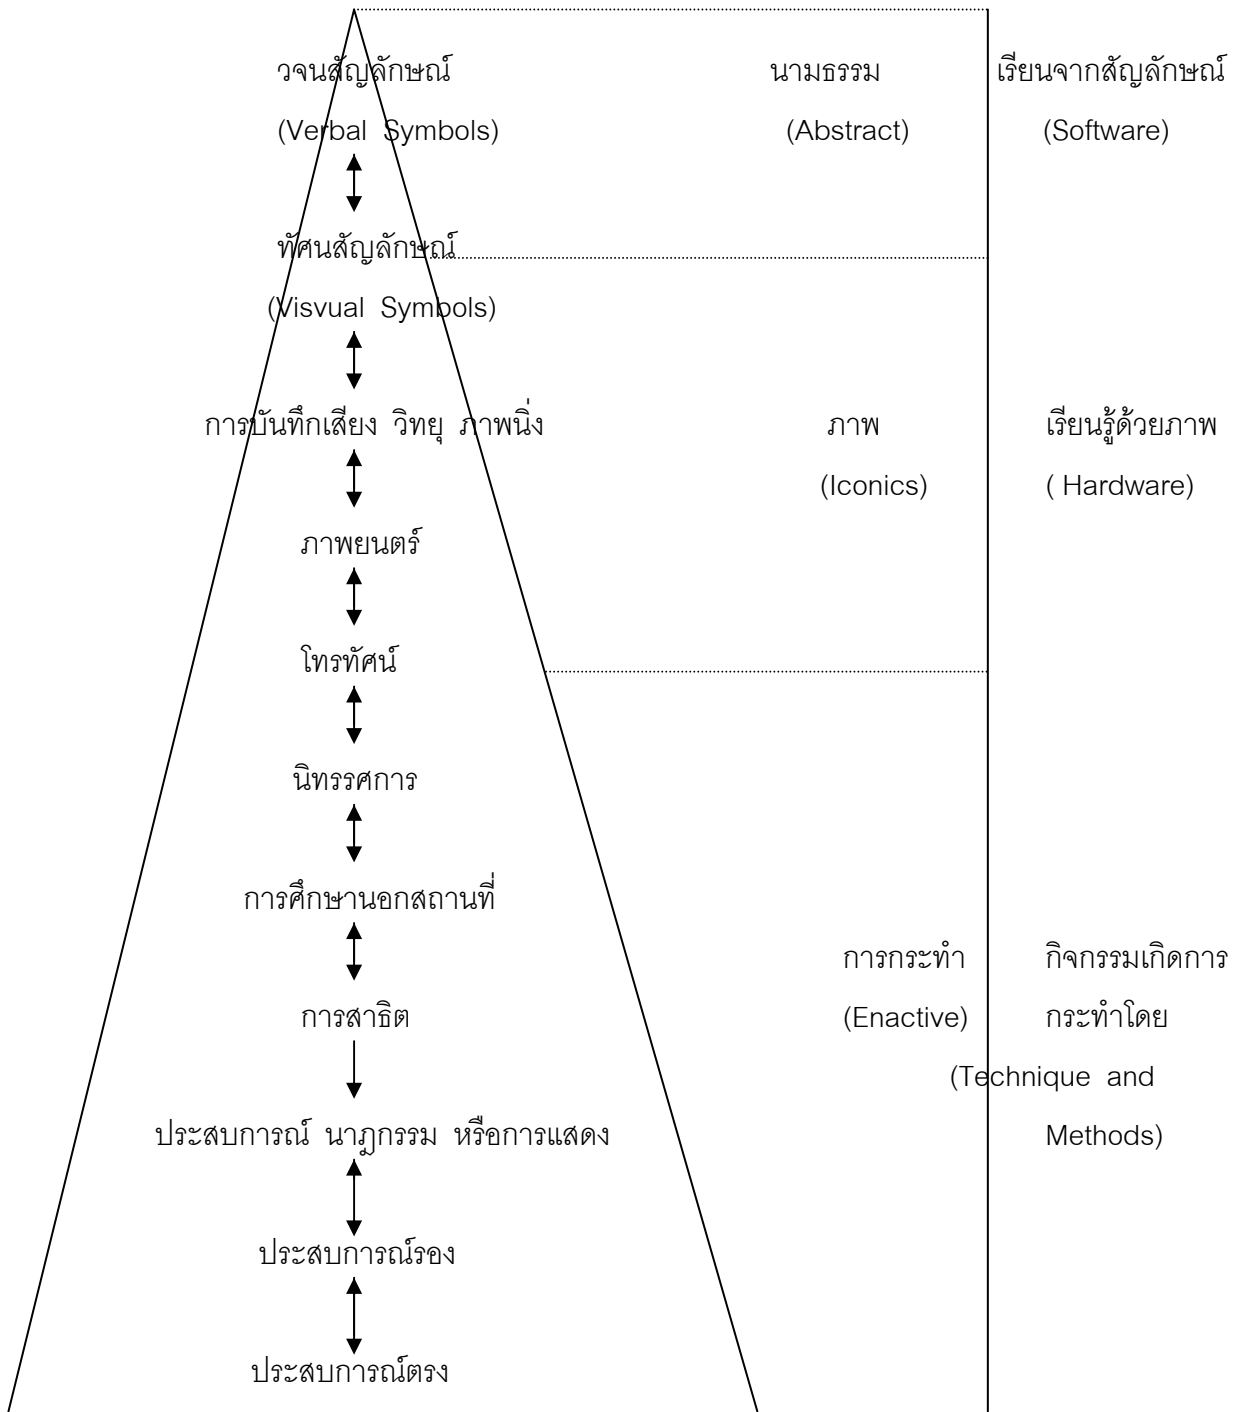 วจนสัญลักษณ์ นามธรรม เรียนจากสัญลักษณ์
(Verbal Symbols) (Abstract) (Software)
ทัศนสัญลักษณ์
(Visvual Symbols)
การบันทึกเสียง วิทยุ ภาพนิ่ง ภาพ เรียนรู้ด้วยภาพ
(Iconics) ( Hardware)
ภาพยนตร์
โทรทัศน์
นิทรรศการ
การศึกษานอกสถานที่
การกระทำ กิจกรรมเกิดการ
การสาธิต (Enactive) กระทำโดย
(Technique and
ประสบการณ์ นาฏกรรม หรือการแสดง Methods)
ประสบการณ์รอง
ประสบการณ์ตรง